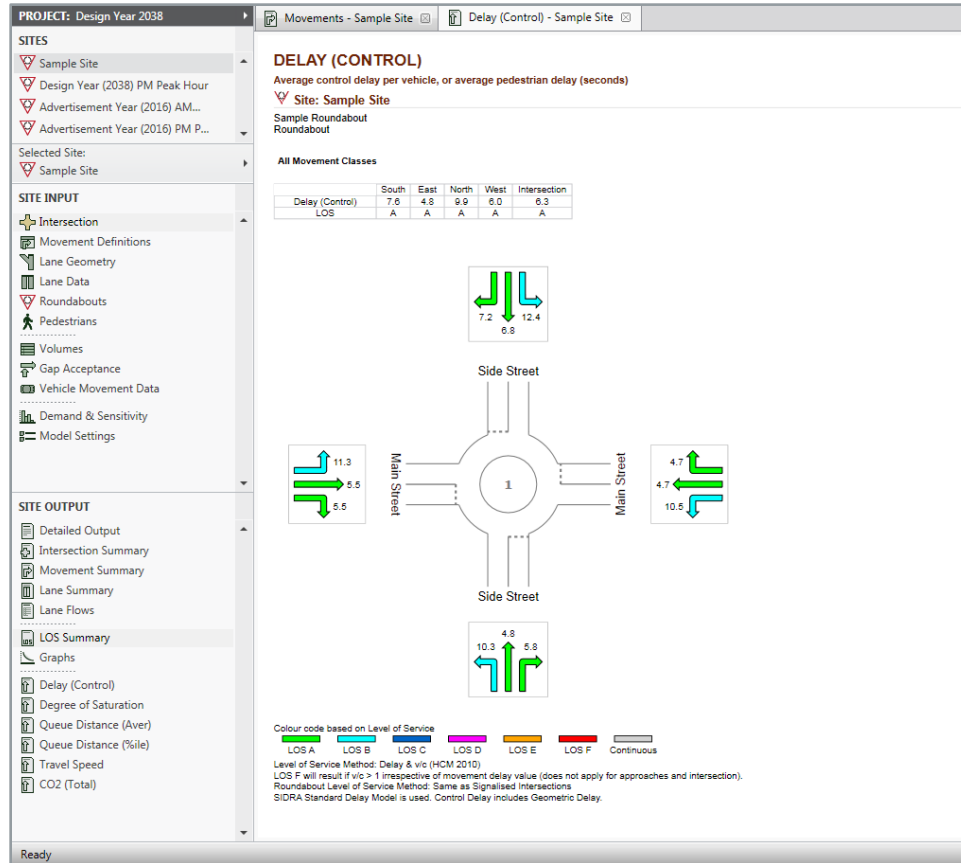 PROJECT: Design Year 2038
SITES
Sample Site
Design Year (2038) PM Peak Hour
Advertisement Year (2016) AM...
Advertisement Year (2016) PM P...
Selected Site:
Sample Site
SITE INPUT
Intersection
Movement Definitions
Lane Geometry
Lane Data
Roundabouts
Pedestrians
Volumes
Gap Acceptance
Vehicle Movement Data
Demand & Sensitivity
Model Settings
SITE OUTPUT
Detailed Output
Intersection Summary
Movement Summary
Lane Summary
Lane Flows
LOS Summary
Graphs
Delay (Control)
Degree of Saturation
Queue Distance (Aver)
Queue Distance (%ile)
Travel Speed
CO2 (Total)
Ready
Movements - Sample Site
Delay (Control) - Sample Site
DELAY (CONTROL)
Average control delay per vehicle, or average pedestrian delay (seconds)
Site: Sample Site
Sample Roundabout
Roundabout
All Movement Classes
South East North West Intersection
Delay (Control) 7.6 4.8 9.9 6.0 6.3
LOS A A A A A
7.2 12.4
6.8
Side Street
11.3
5.5
5.5
Main Street
1
Main Street
4.7
4.7
10.5
Side Street
4.8
10.3 5.8
Colour code based on Level of Service
LOS A LOS B LOS C LOS D LOS E LOS F Continuous
Level of Service Method: Delay & v/c (HCM 2010)
LOS F will result if v/c > 1 irrespective of movement delay value (does not apply for approaches and intersection).
Roundabout Level of Service Method: Same as Signalised Intersections
SIDRA Standard Delay Model is used. Control Delay includes Geometric Delay.